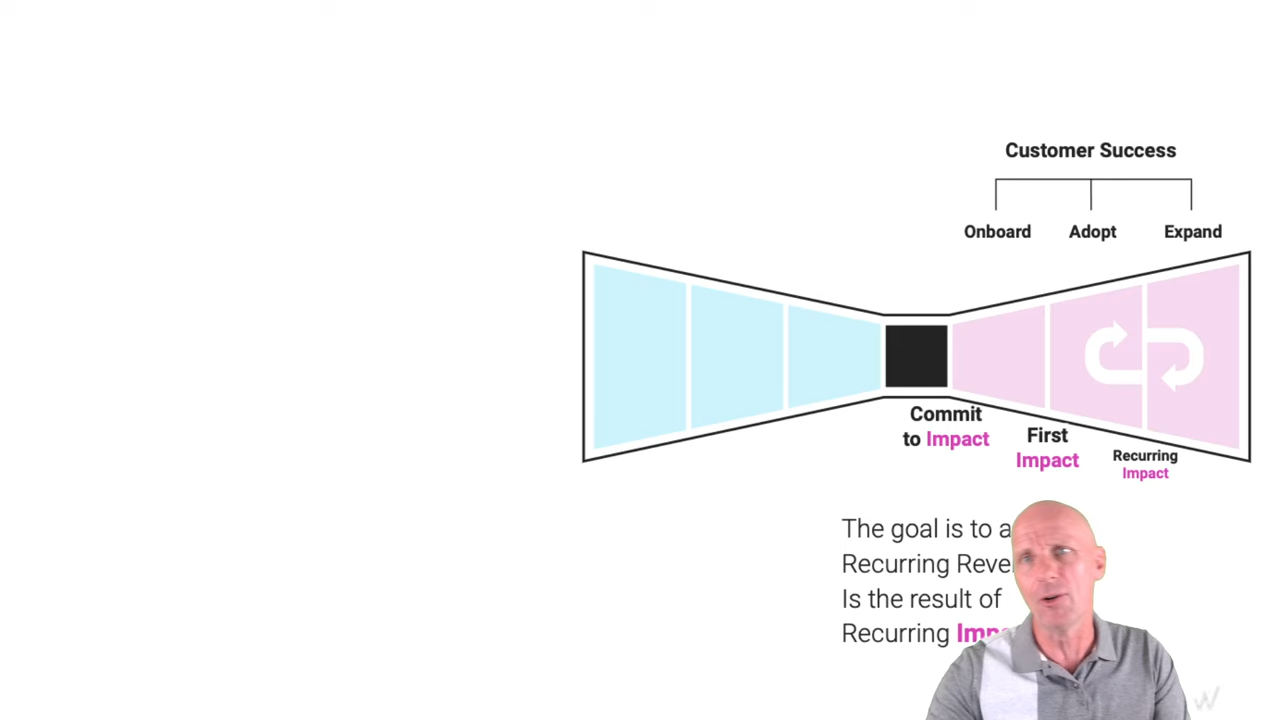 Customer Success
Onboard Adopt Expand
Commit
to Impact
First
Impact
Recurring
Impact
The goal is to
Recurring
Is the result of
Recurring
W